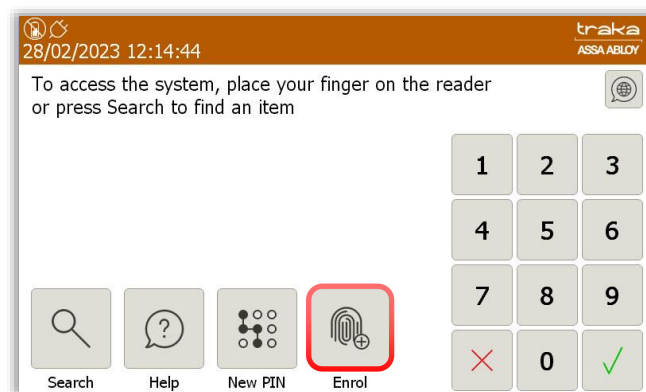 traka
28/02/2023 12:14:44
ASSA ABLOY
To access the system, place your finger on the reader
or press Search to find an item
1 2 3
4 5 6
7 8 9
0
?
Search Help New PIN Enrol